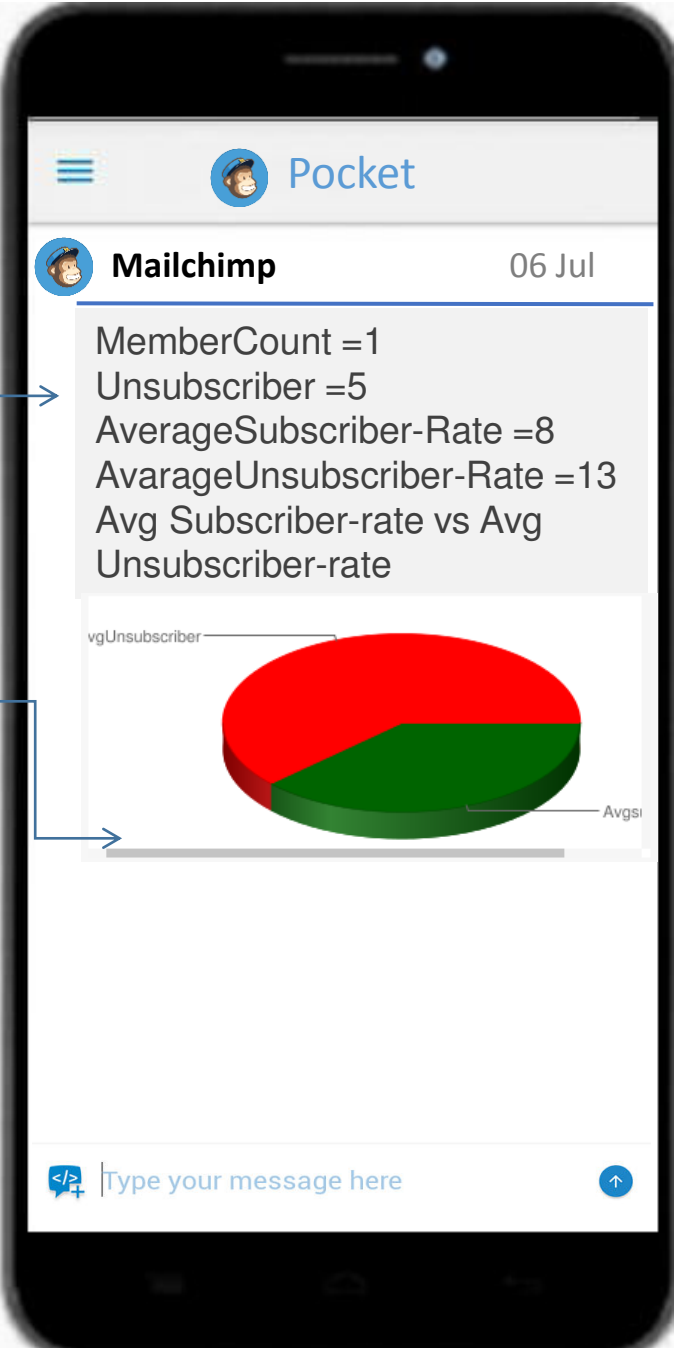 Pocket
Mailchimp 06 Jul
MemberCount =1
Unsubscriber =5
AverageSubscriber-Rate =8
AvarageUnsubscriber-Rate =13
Avg Subscriber-rate vs Avg
Unsubscriber-rate
vgUnsubscriber
Avgs
Type your message here